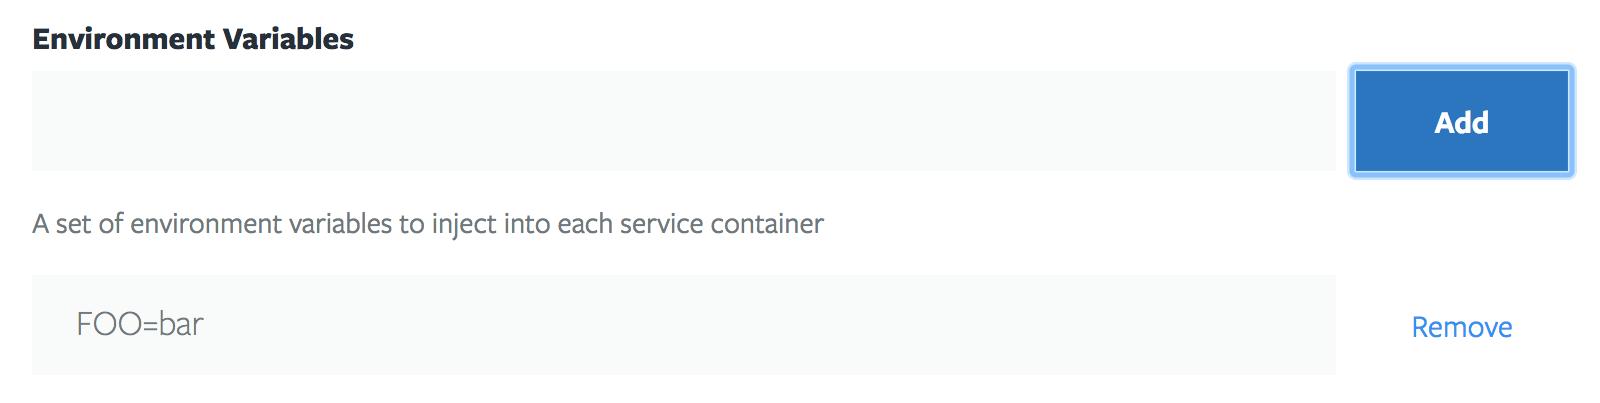 Environment Variables
Add
A set of environment variables to inject into each service container
FOO=bar
Remove